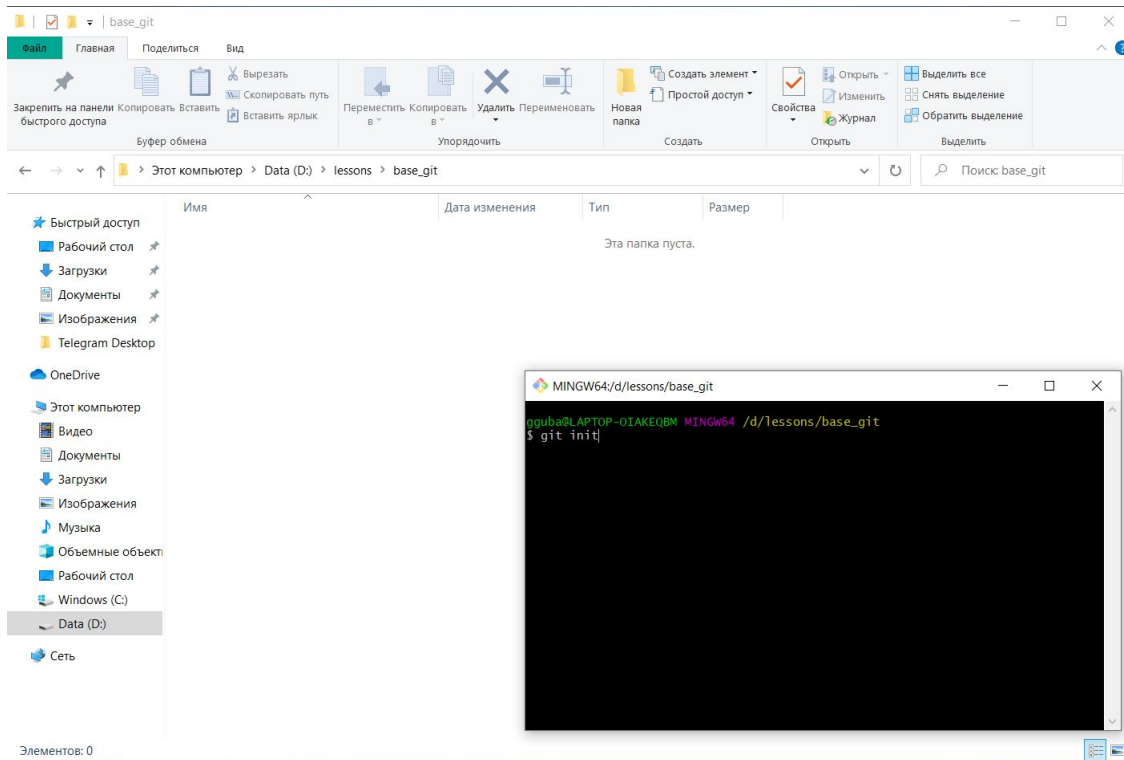 base_git
Файл Главная Поделиться Вид
Закрепить на панели быстрого доступа
Копировать
Вставить
Вырезать
Скопировать путь
Вставить ярлык
Буфер обмена
Переместить в
Копировать в
Удалить
Переименовать
Упорядочить
Новая папка
Создать элемент
Простой доступ
Создать
Свойства
Открыть
Изменить
Журнал
Открыть
Выделить все
Снять выделение
Обратить выделение
Выделить
Этот компьютер > Data (D:) > lessons > base_git
Поиск: base_git
Имя Дата изменения Тип Размер
Эта папка пуста.
Быстрый доступ
Рабочий стол
Загрузки
Документы
Изображения
Telegram Desktop
OneDrive
Этот компьютер
Видео
Документы
Загрузки
Изображения
Музыка
Объемные объект
Рабочий стол
Windows (C:)
Data (D:)
Сеть
Элементов: 0
MINGW64:/d/lessons/base_git
gguba@LAPTOP-OIAKEQBM MINGW64 /d/lessons/base_git
$ git init